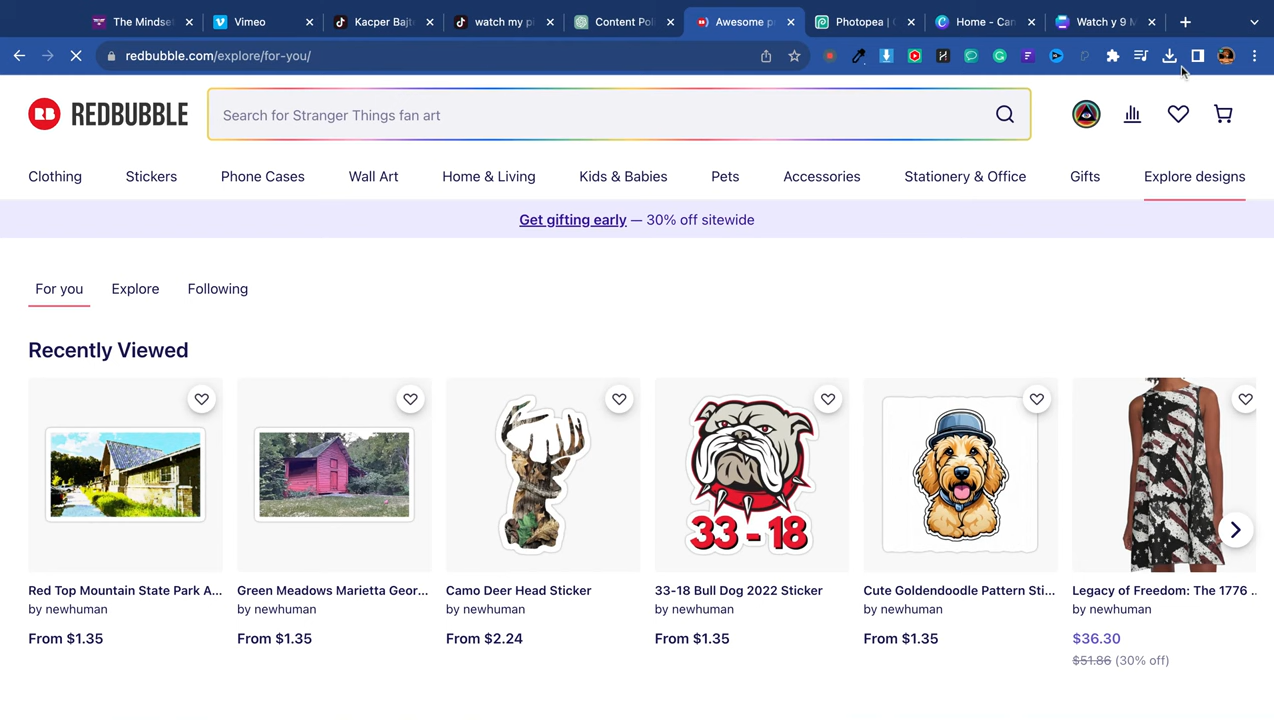 The Mindset
Vimeo
Kacper Bajte
watch my pi
Content Poli
Awesome p
Photopea | O
Home - Can
Watch y 9 M
redbubble.com/explore/for-you/
RB REDBUBBLE
Search for Stranger Things fan art
Clothing
Stickers
Phone Cases
Wall Art
Home & Living
Kids & Babies
Pets
Accessories
Stationery & Office
Gifts
Explore designs
Get gifting early — 30% off sitewide
For you
Explore
Following
Recently Viewed
33 - 18
Red Top Mountain State Park A...
by newhuman
From $1.35
Green Meadows Marietta Geor...
by newhuman
From $1.35
Camo Deer Head Sticker
by newhuman
From $2.24
33-18 Bull Dog 2022 Sticker
by newhuman
From $1.35
Cute Goldendoodle Pattern Sti...
by newhuman
From $1.35
Legacy of Freedom: The 1776 ..
by newhuman
$36.30
$51.86 (30% off)